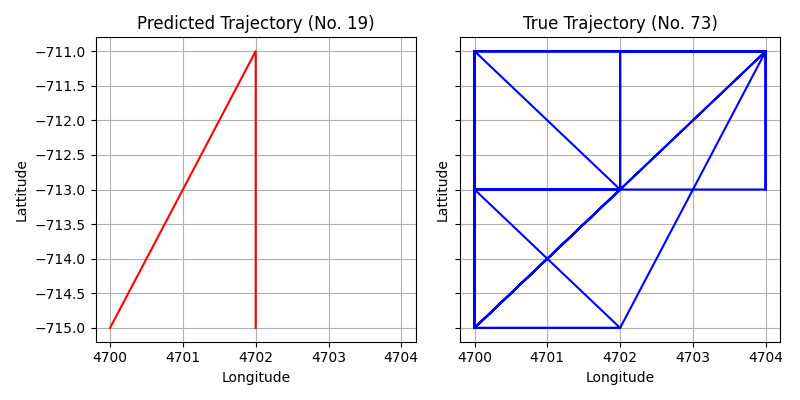 Predicted Trajectory (No. 19)
True Trajectory (No. 73)
−711.0
−711.5
−712.0
−712.5
−713.0
−713.5
−714.0
−714.5
−715.0
Lattitude
Lattitude
4700 4701 4702 4703 4704
4700 4701 4702 4703 4704
Longitude
Longitude